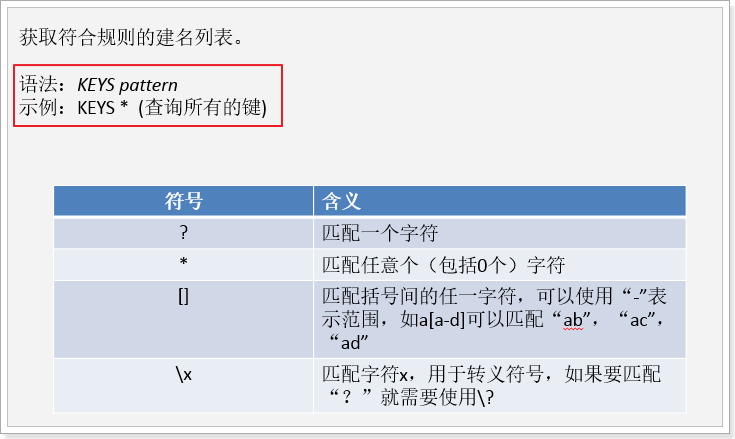 获取符合规则的建名列表。
语法：KEYS pattern
示例：KEYS * (查询所有的键)
符号 含义
? 匹配一个字符
* 匹配任意个（包括0个）字符
[] 匹配括号间的任一字符，可以使用“-”表
示范围，如a[a-d]可以匹配“ab”，“ac”，
“ad”
\x 匹配字符x，用于转义符号，如果要匹配
“？”就需要使用\?